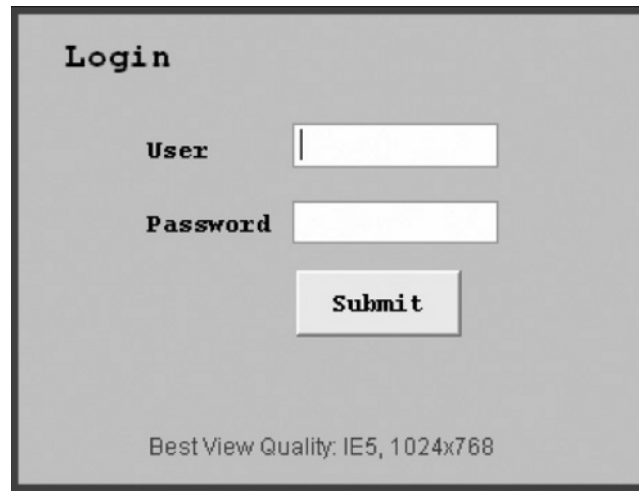 Login
User
Password
Submit
Best View Quality: IE5, 1024x768